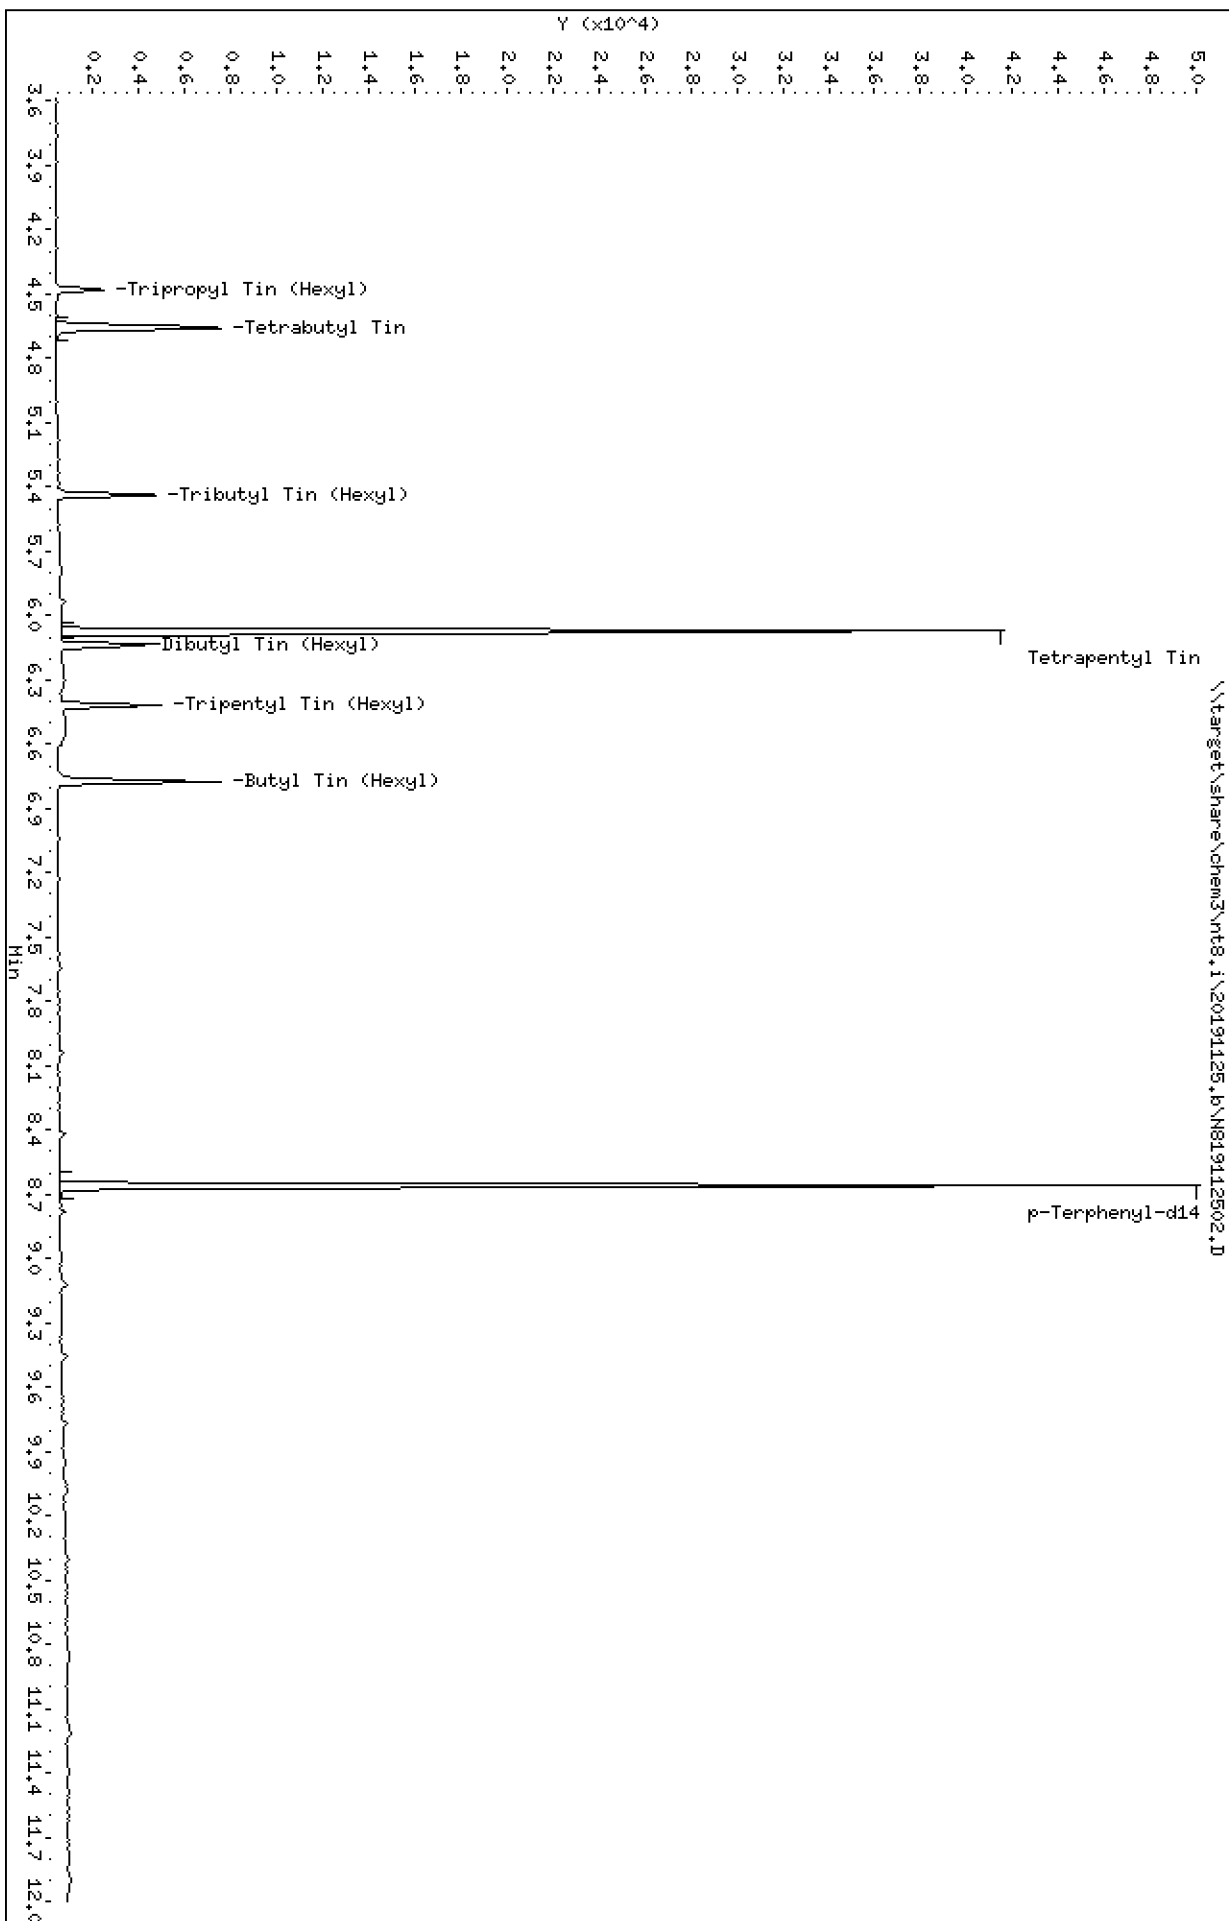 \\target\share\chem3\nt8.i\20191125.b\N819112502.D
Y (x10^4)
5.0
4.8
4.6
4.4
4.2
4.0
3.8
3.6
3.4
3.2
3.0
2.8
2.6
2.4
2.2
2.0
1.8
1.6
1.4
1.2
1.0
0.8
0.6
0.4
0.2
-Tripropyl Tin (Hexyl)
-Tetrabutyl Tin
-Tributyl Tin (Hexyl)
Tetrapentyl Tin
Dibutyl Tin (Hexyl)
-Tripentyl Tin (Hexyl)
-Butyl Tin (Hexyl)
p-Terphenyl-d14
3.6 3.9 4.2 4.5 4.8 5.1 5.4 5.7 6.0 6.3 6.6 6.9 7.2 7.5 7.8 8.1 8.4 8.7 9.0 9.3 9.6 9.9 10.2 10.5 10.8 11.1 11.4 11.7 12.0
Min